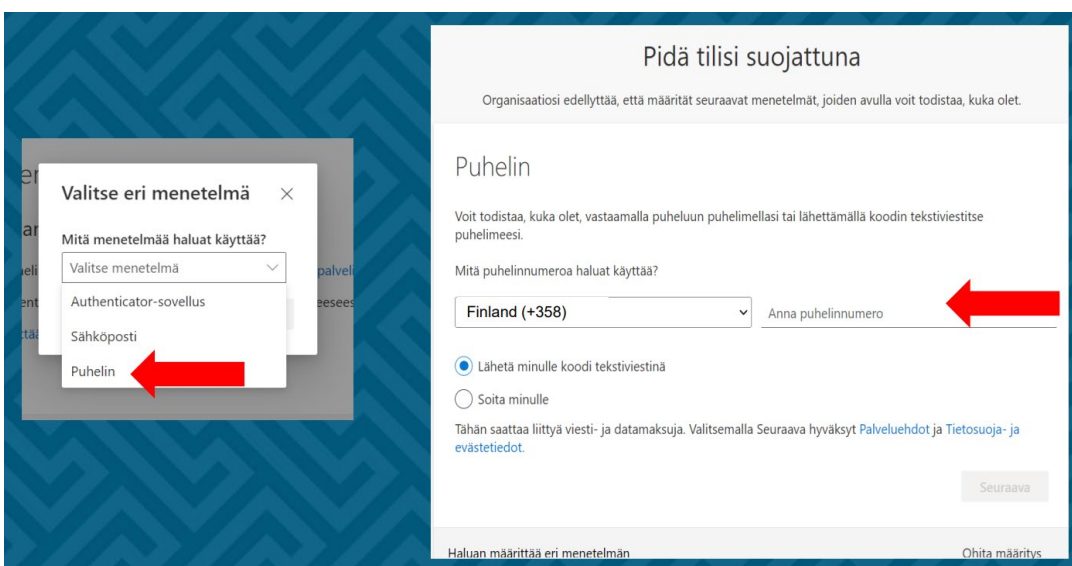 Valitse eri menetelmä
Mitä menetelmää haluat käyttää?
Valitse menetelmä
Authenticator-sovellus
Sähköposti
Puhelin
Pidä tilisi suojattuna
Organisaatiosi edellyttää, että määrität seuraavat menetelmät, joiden avulla voit todistaa, kuka olet.
Puhelin
Voit todistaa, kuka olet, vastaamalla puheluun puhelimellasi tai lähettämällä koodin tekstiviestitse
puhelimeesi.
Mitä puhelinnumeroa haluat käyttää?
Finland (+358)
Anna puhelinnumero
Lähetä minulle koodi tekstiviestinä
Soita minulle
Tähän saattaa liittyä viesti- ja datamaksuja. Valitsemalla Seuraava hyväksyt Palveluehdot ja Tietosuoja- ja
evästetiedot.
Seuraava
Haluan määrittää eri menetelmän
Ohita määritys